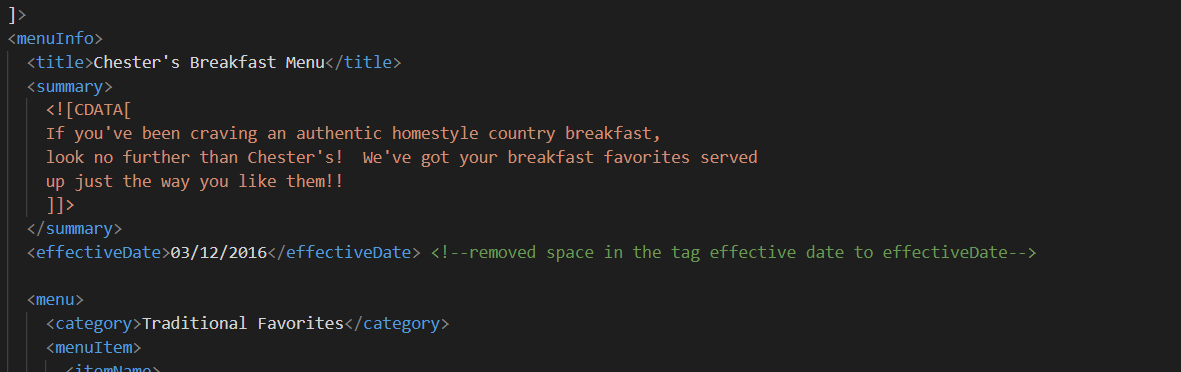 ]>
<menuInfo>
<title>Chester's Breakfast Menu</title>
<summary>
<![CDATA[
If you've been craving an authentic homestyle country breakfast,
look no further than Chester's!  We've got your breakfast favorites served
up just the way you like them!!
]]>
</summary>
<effectiveDate>03/12/2016</effectiveDate> <!--removed space in the tag effective date to effectiveDate-->
<menu>
<category>Traditional Favorites</category>
<menuItem>
<itemName>